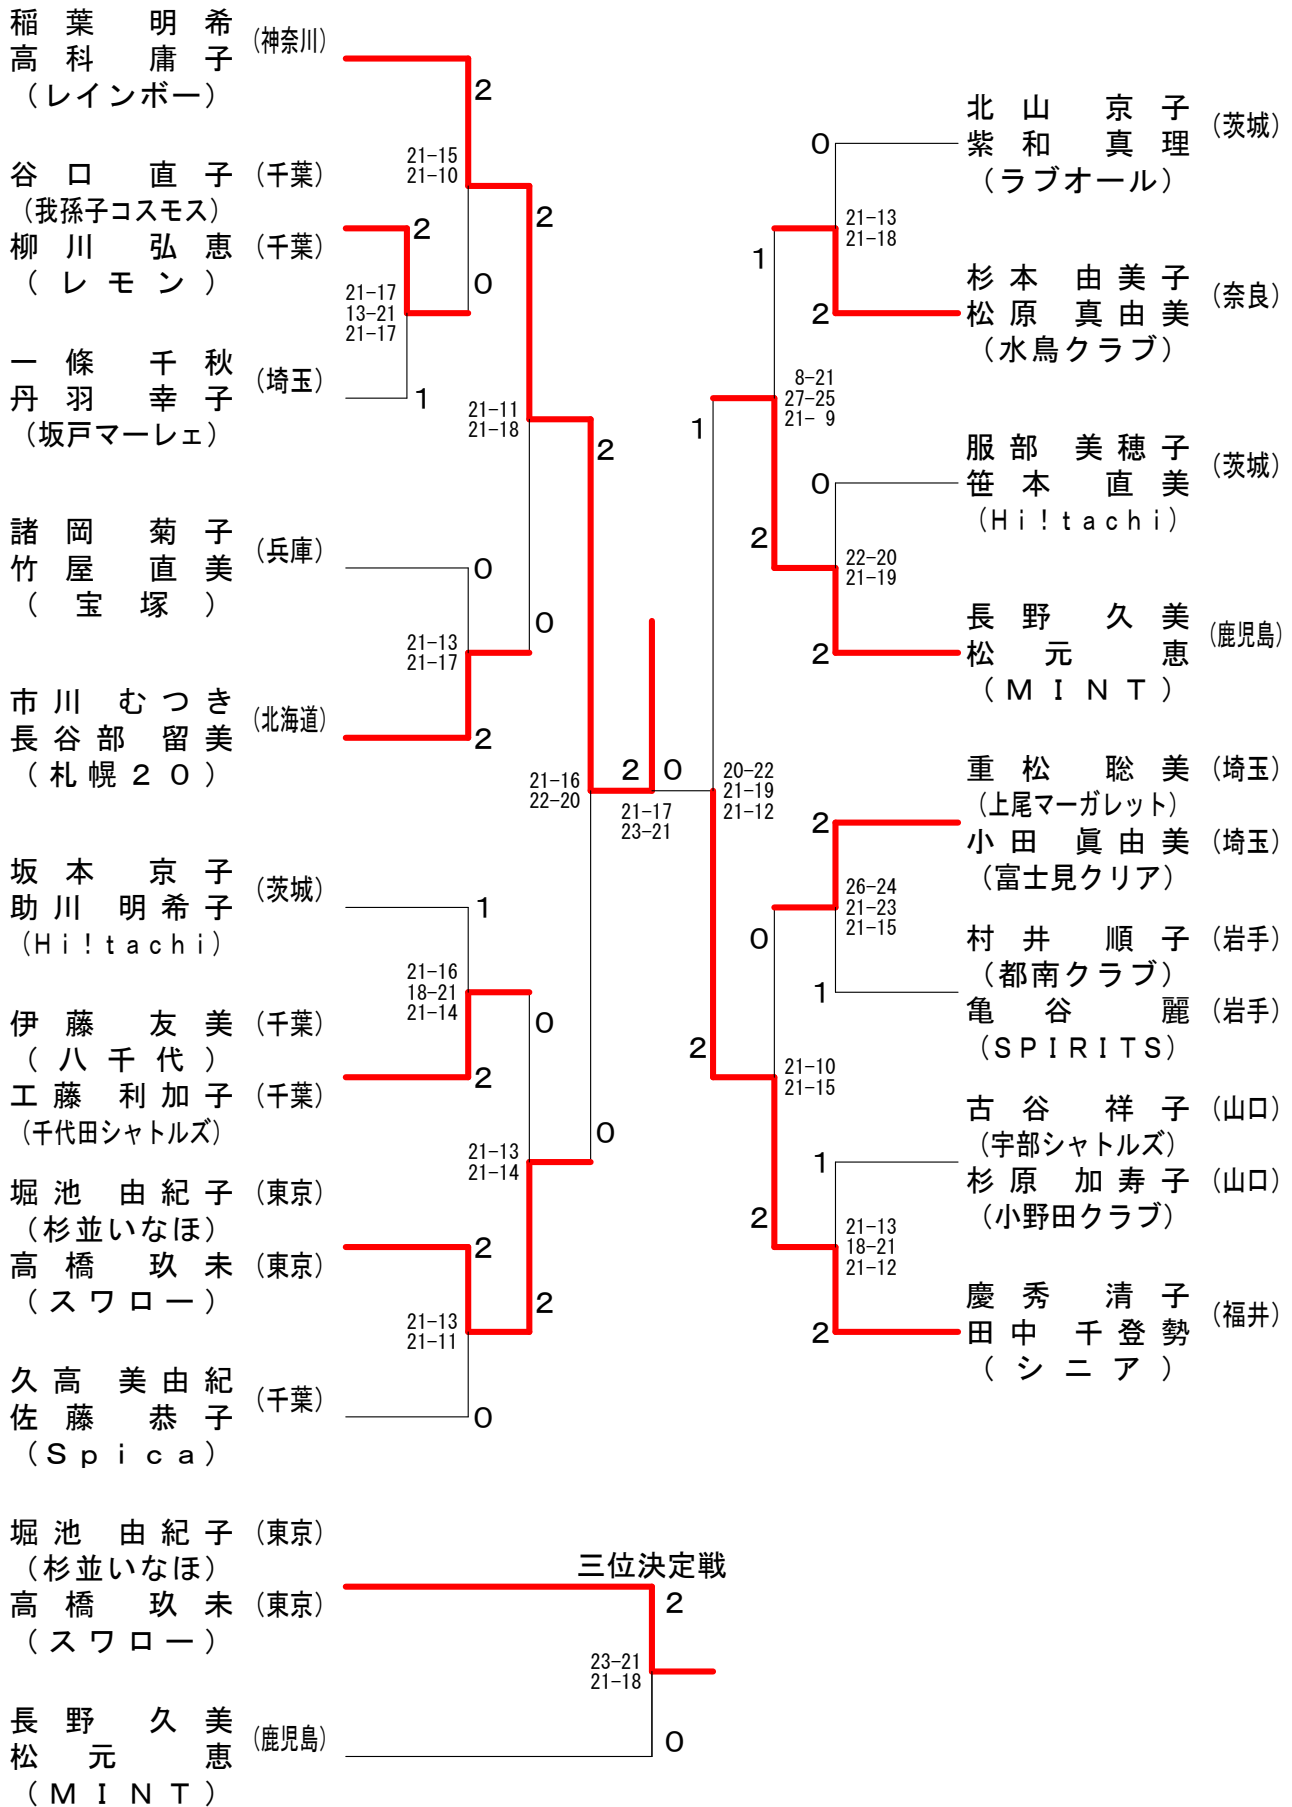 稲葉 明希
高科 庸子
(神奈川)
(レインボー)
谷口 直子 (千葉)
(我孫子コスモス)
柳川 弘恵 (千葉)
(レモン)
一條 千秋
丹羽 幸子
(埼玉)
(坂戸マーレェ)
諸岡 菊子
竹屋 直美
(兵庫)
(宝塚)
市川 むつき
長谷部 留美
(北海道)
(札幌20)
坂本 京子
助川 明希子
(茨城)
(Hi!tachi)
伊藤 友美 (千葉)
(八千代)
工藤 利加子 (千葉)
(千代田シャトルズ)
堀池 由紀子 (東京)
(杉並いなほ)
高橋 玖未 (東京)
(スワロー)
久高 美由紀
佐藤 恭子
(千葉)
(Spica)
2
21-15
21-10
0
2
21-17
13-21
21-17
1
2
21-11
21-18
0
0
21-13
21-17
2
2
21-16
22-20
0
1
21-16
18-21
21-14
2
0
21-13
21-14
2
2
21-13
21-11
0
2 0
21-17
23-21
北山 京子
紫和 真理
(茨城)
(ラブオール)
杉本 由美子
松原 真由美
(奈良)
(水鳥クラブ)
服部 美穂子
笹本 直美
(茨城)
(Hi!tachi)
長野 久美
松元 恵
(鹿児島)
(MINT)
重松 聡美 (埼玉)
(上尾マーガレット)
小田 眞由美 (埼玉)
(富士見クリア)
村井 順子 (岩手)
(都南クラブ)
亀谷 麗 (岩手)
(SPIRITS)
古谷 祥子 (山口)
(宇部シャトルズ)
杉原 加寿子 (山口)
(小野田クラブ)
慶秀 清子
田中 千登勢
(福井)
(シニア)
0
21-13
21-18
2
1
8-21
27-25
21- 9
2
0
22-20
21-19
2
1
20-22
21-19
21-12
2
2
26-24
21-23
21-15
1
0
21-10
21-15
2
1
21-13
18-21
21-12
2
三位決定戦
堀池 由紀子 (東京)
(杉並いなほ)
高橋 玖未 (東京)
(スワロー)
2
23-21
21-18
0
長野 久美
松元 恵
(鹿児島)
(MINT)